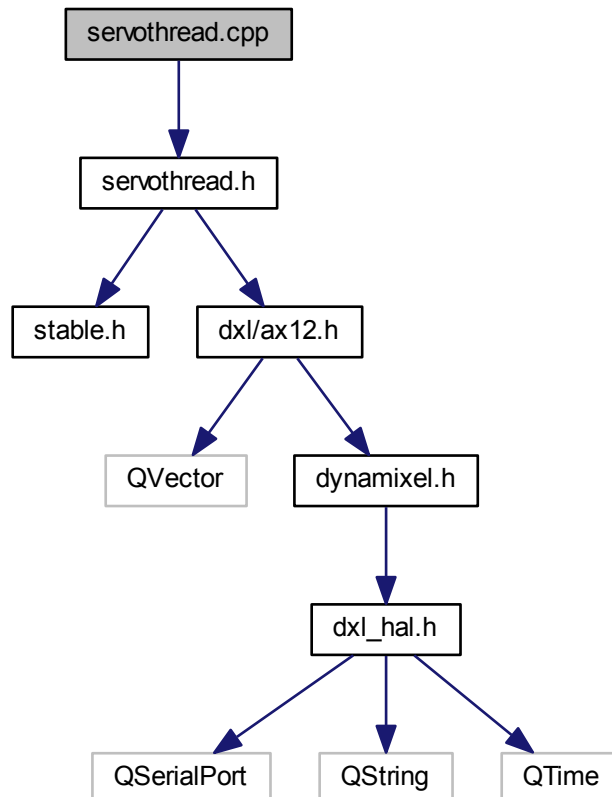 servothread.cpp
servothread.h
stable.h
dxl/ax12.h
QVector
dynamixel.h
dxl_hal.h
QSerialPort
QString
QTime